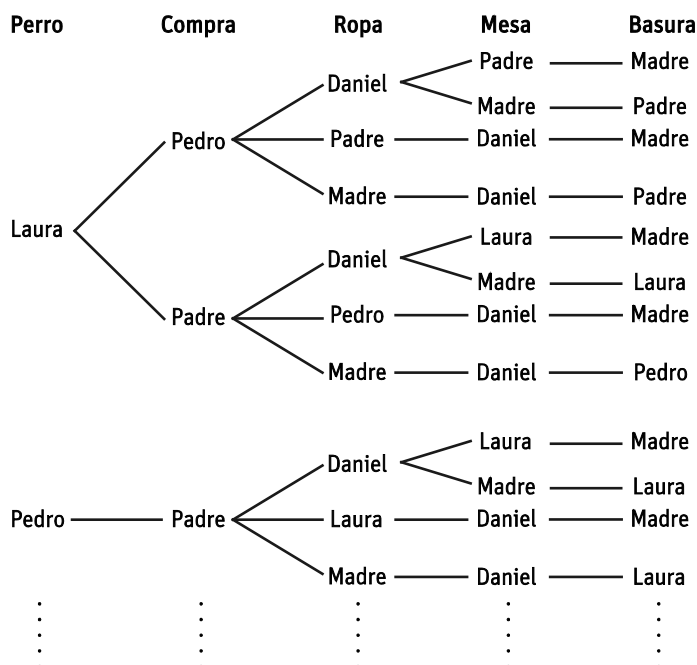 Perro Compra Ropa Mesa Basura
Padre Madre
Daniel
Madre Padre
Pedro Padre Daniel Madre
Madre Daniel Padre
Laura
Laura Madre
Daniel
Madre Laura
Padre Pedro Daniel Madre
Madre Daniel Pedro
Laura Madre
Daniel
Madre Laura
Pedro Padre Laura Daniel Madre
Madre Daniel Laura